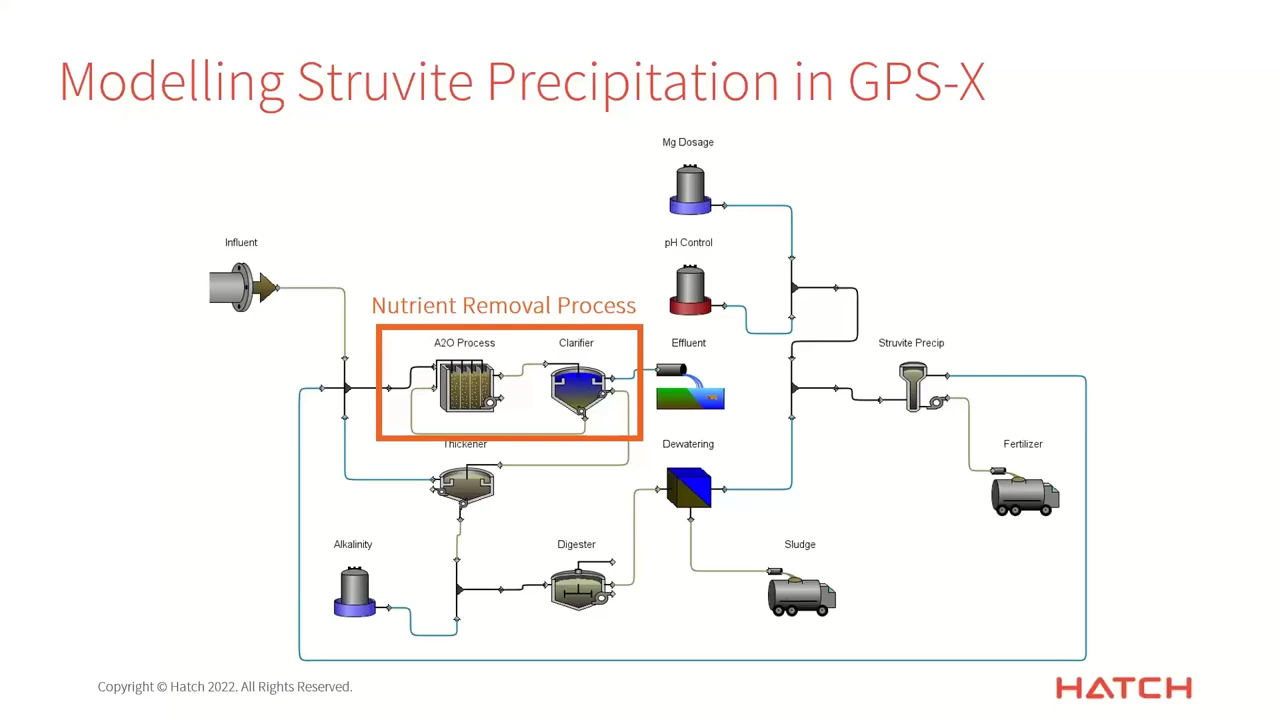 Modelling Struvite Precipitation in GPS-X
Mg Dosage
Influent
pH Control
Nutrient Removal Process
A2O Process
Clarifier
Effluent
Struvite Precip
Thickener
Dewatering
Fertilizer
Alkalinity
Digester
Sludge
Copyright © Hatch 2022. All Rights Reserved.
HATCH